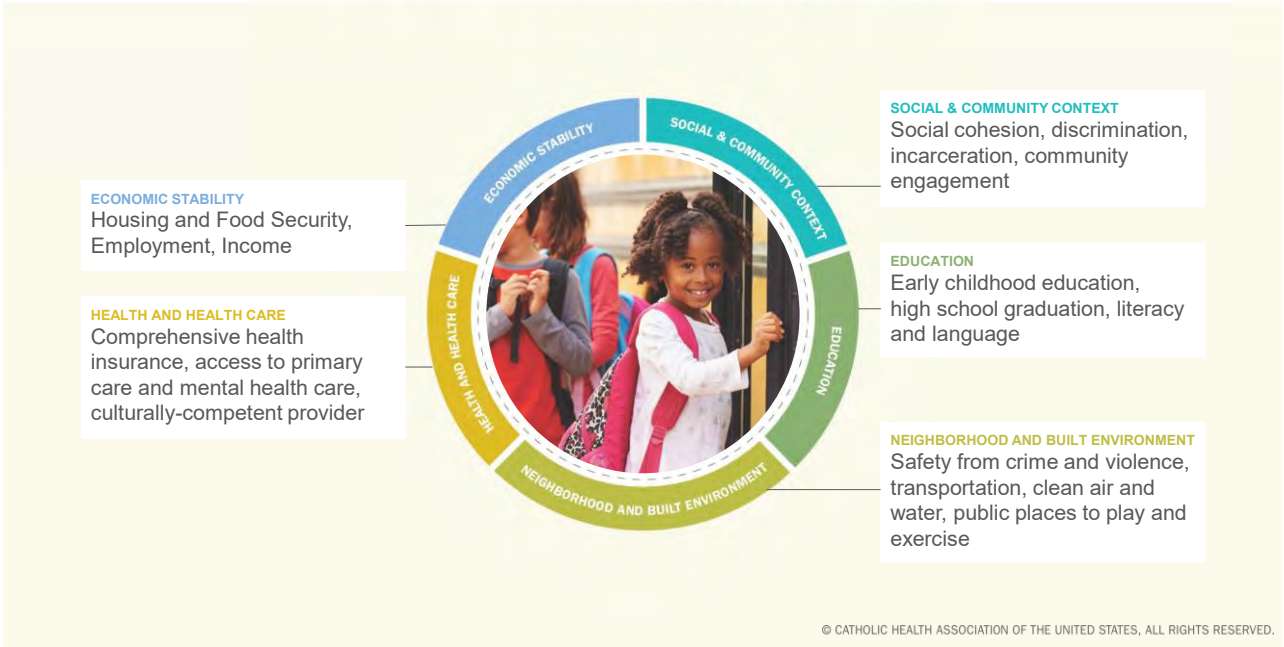 ECONOMIC STABILITY
Housing and Food Security,
Employment, Income
HEALTH AND HEALTH CARE
Comprehensive health
insurance, access to primary
care and mental health care,
culturally-competent provider
ECONOMIC STABILITY
SOCIAL & COMMUNITY CONTEXT
EDUCATION
NEIGHBORHOOD AND BUILT ENVIRONMENT
HEALTH AND HEALTH CARE
SOCIAL & COMMUNITY CONTEXT
Social cohesion, discrimination,
incarceration, community
engagement
EDUCATION
Early childhood education,
high school graduation, literacy
and language
NEIGHBORHOOD AND BUILT ENVIRONMENT
Safety from crime and violence,
transportation, clean air and
water, public places to play and
exercise
© CATHOLIC HEALTH ASSOCIATION OF THE UNITED STATES, ALL RIGHTS RESERVED.